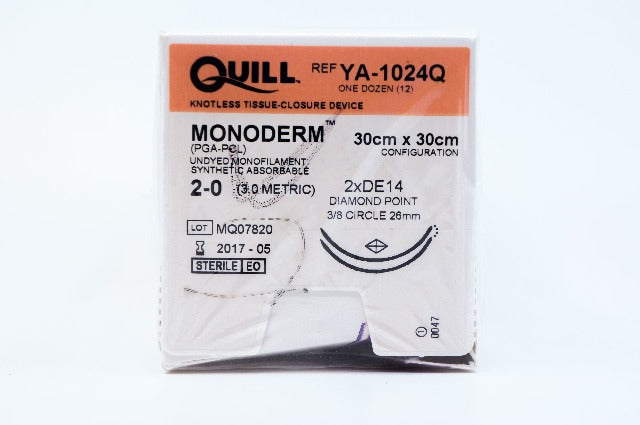 QUILL™ REF YA-1024Q
ONE DOZEN (12)
KNOTLESS TISSUE-CLOSURE DEVICE
MONODERM™ 30cm x 30cm
(PGA-PCL) CONFIGURATION
UNDYED MONOFILAMENT
SYNTHETIC ABSORBABLE
2-0 (3.0 METRIC) 2xDE14
DIAMOND POINT
3/8 CIRCLE 26mm
LOT MQ07820
2017 - 05
STERILE EO
0047